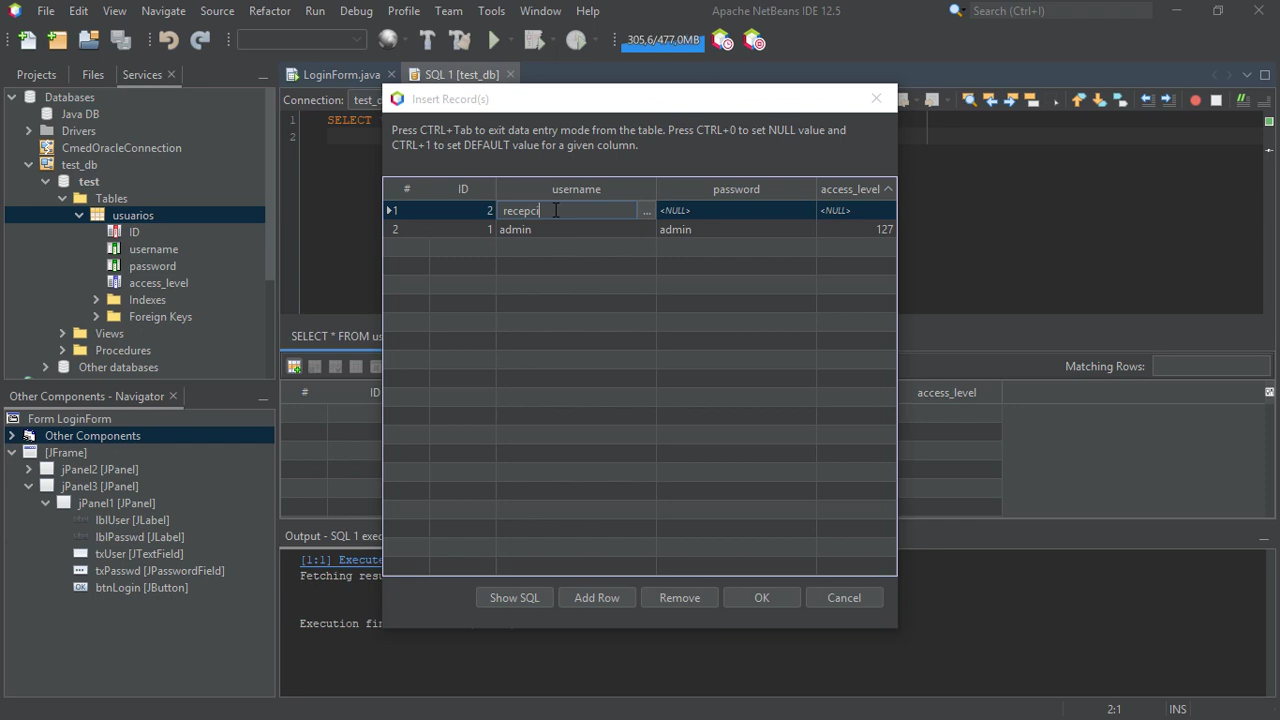 File Edit View Navigate Source Refactor Run Debug Profile Team Tools Window Help Apache NetBeans IDE 12.5 Search (Ctrl+I)
305.6/477.0MB
Projects Files Services LoginForm.java SQL 1 [test_db]
Connection:
Databases
Java DB
Drivers
CmedOracleConnection
test_db
test
Tables
usuarios
ID
username
password
access_level
Indexes
Foreign Keys
Views
Procedures
Other databases
1 SELECT
2
Insert Record(s)
Press CTRL+Tab to exit data entry mode from the table. Press CTRL+0 to set NULL value and
CTRL+1 to set DEFAULT value for a given column.
# ID username password access_level
1 2 recepci ... <NULL> <NULL>
2 1 admin admin 127
Show SQL Add Row Remove OK Cancel
SELECT * FROM
Matching Rows:
# ID access_level
Other Components - Navigator
Form LoginForm
Other Components
[JFrame]
jPanel2 [JPanel]
jPanel3 [JPanel]
jPanel1 [JPanel]
lblUser [JLabel]
lblPasswd [JLabel]
txUser [JTextField]
txPasswd [JPasswordField]
btnLogin [JButton]
Output - SQL 1
[1:1]
Fetching
Execution
2:1 INS